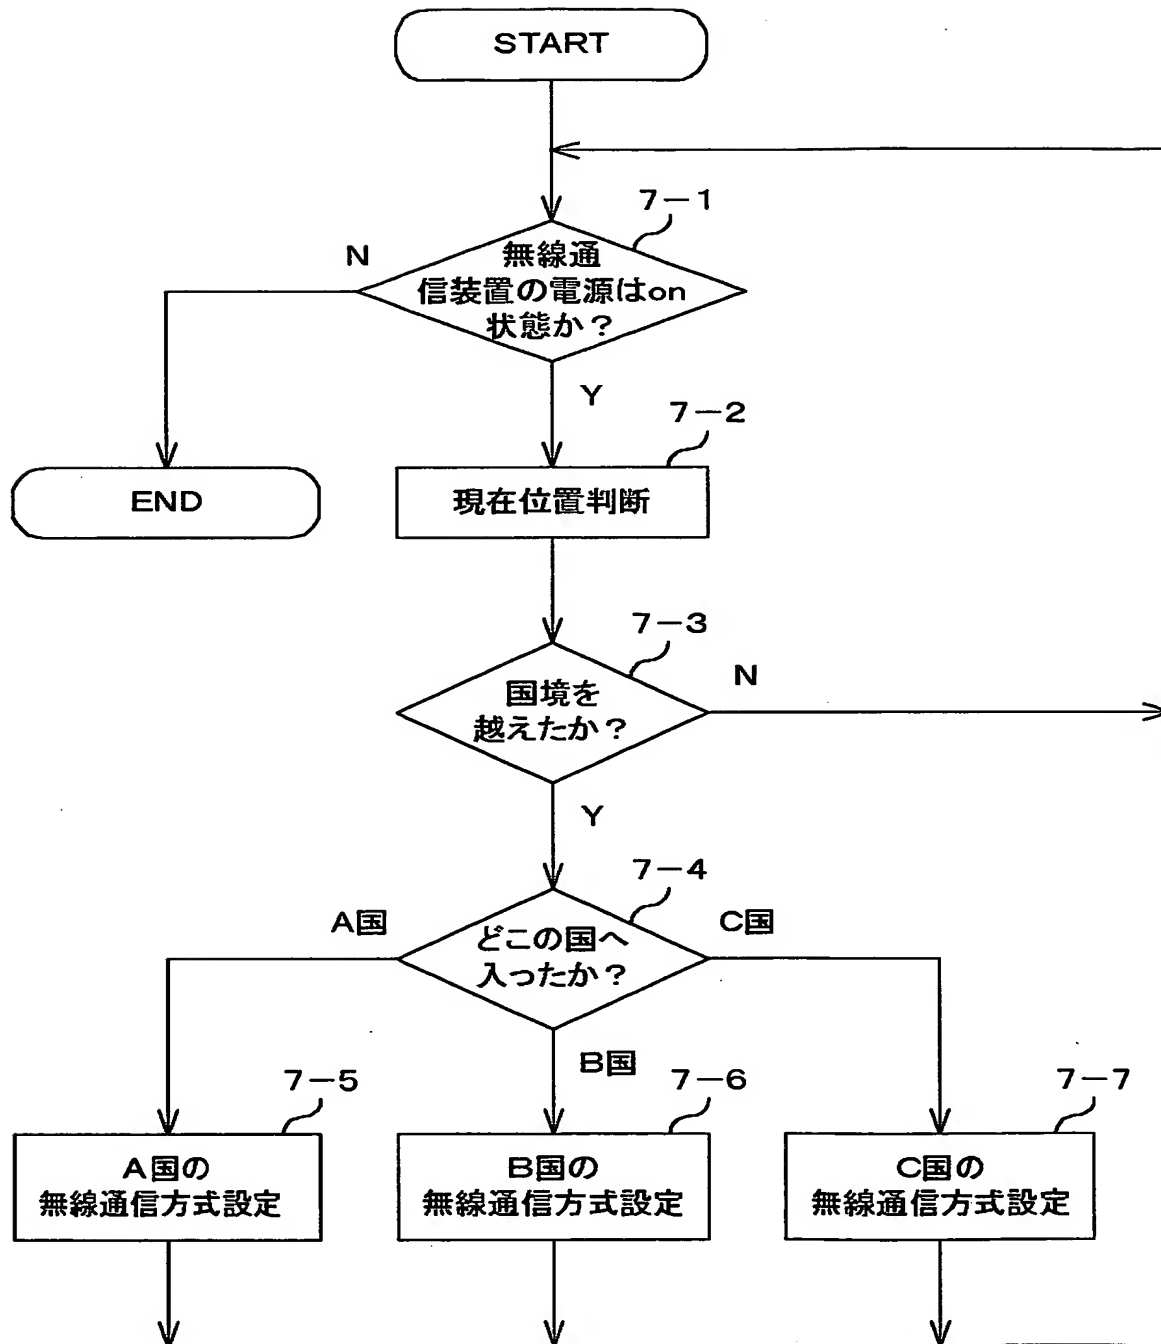 START
7-1
N
無線通
信装置の電源はon
状態か？
Y
7-2
END
現在位置判断
7-3
N
国境を
越えたか？
Y
7-4
A国
C国
どこの国へ
入ったか？
B国
7-5
7-6
7-7
A国の
無線通信方式設定
B国の
無線通信方式設定
C国の
無線通信方式設定